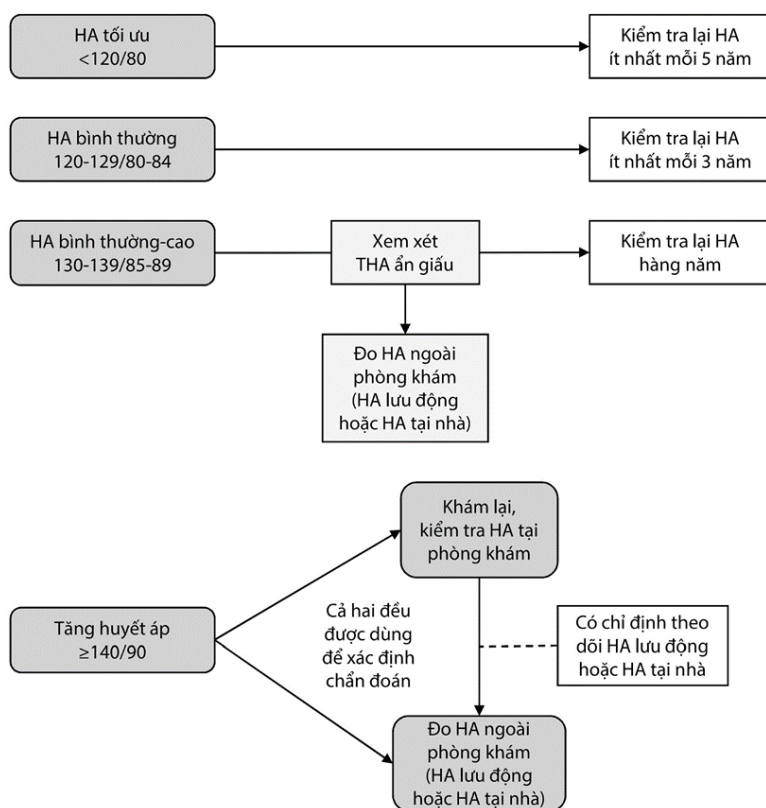 HA tối ưu
<120/80
Kiểm tra lại HA
ít nhất mỗi 5 năm
HA bình thường
120-129/80-84
Kiểm tra lại HA
ít nhất mỗi 3 năm
HA bình thường-cao
130-139/85-89
Xem xét
THA ẩn giấu
Kiểm tra lại HA
hàng năm
Đo HA ngoài
phòng khám
(HA lưu động
hoặc HA tại nhà)
Khám lại,
kiểm tra HA tại
phòng khám
Tăng huyết áp
≥140/90
Cả hai đều
được dùng
để xác định
chẩn đoán
Có chỉ định theo
dõi HA lưu động
hoặc HA tại nhà
Đo HA ngoài
phòng khám
(HA lưu động
hoặc HA tại nhà)